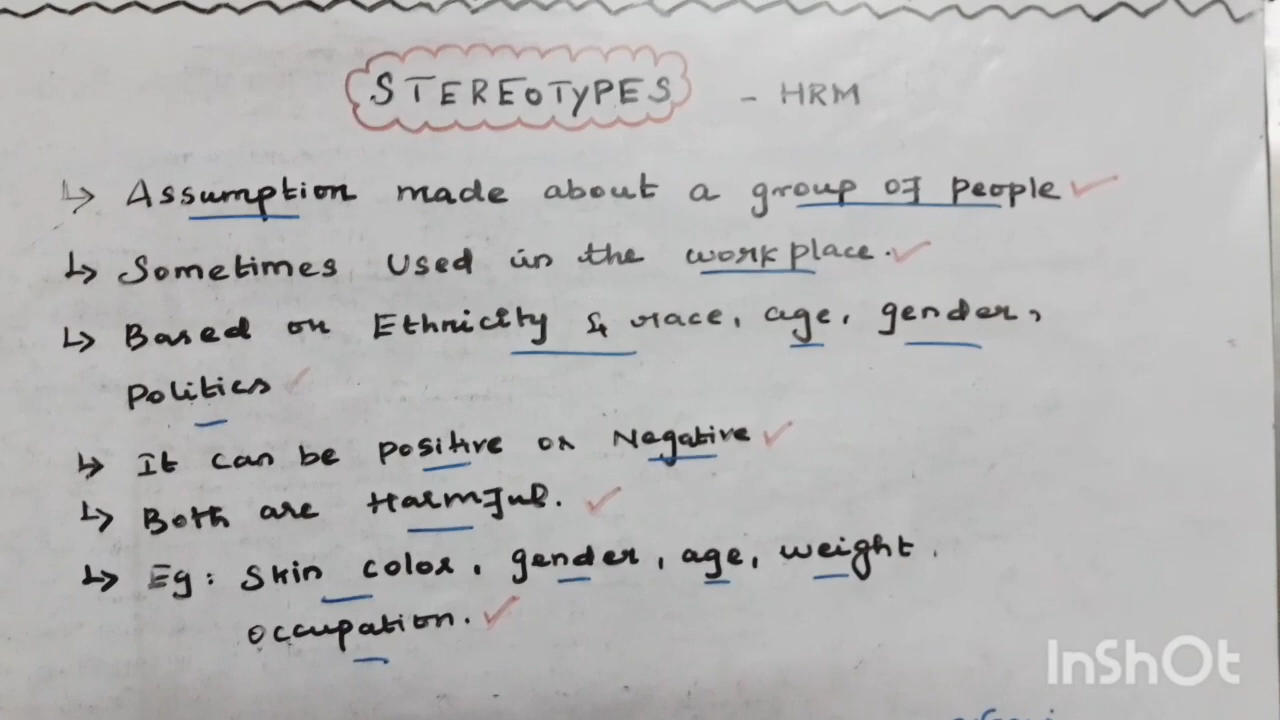 STEREOTYPES - HRM
↳ Assumption made about a group of people ✓
↳ Sometimes Used in the workplace. ✓
↳ Based on Ethnicity & race, age, gender,
Politics ✓
↳ It can be positive or Negative ✓
↳ Both are Harmful. ✓
↳ Eg: Skin color, gender, age, weight,
occupation. ✓
InShOt